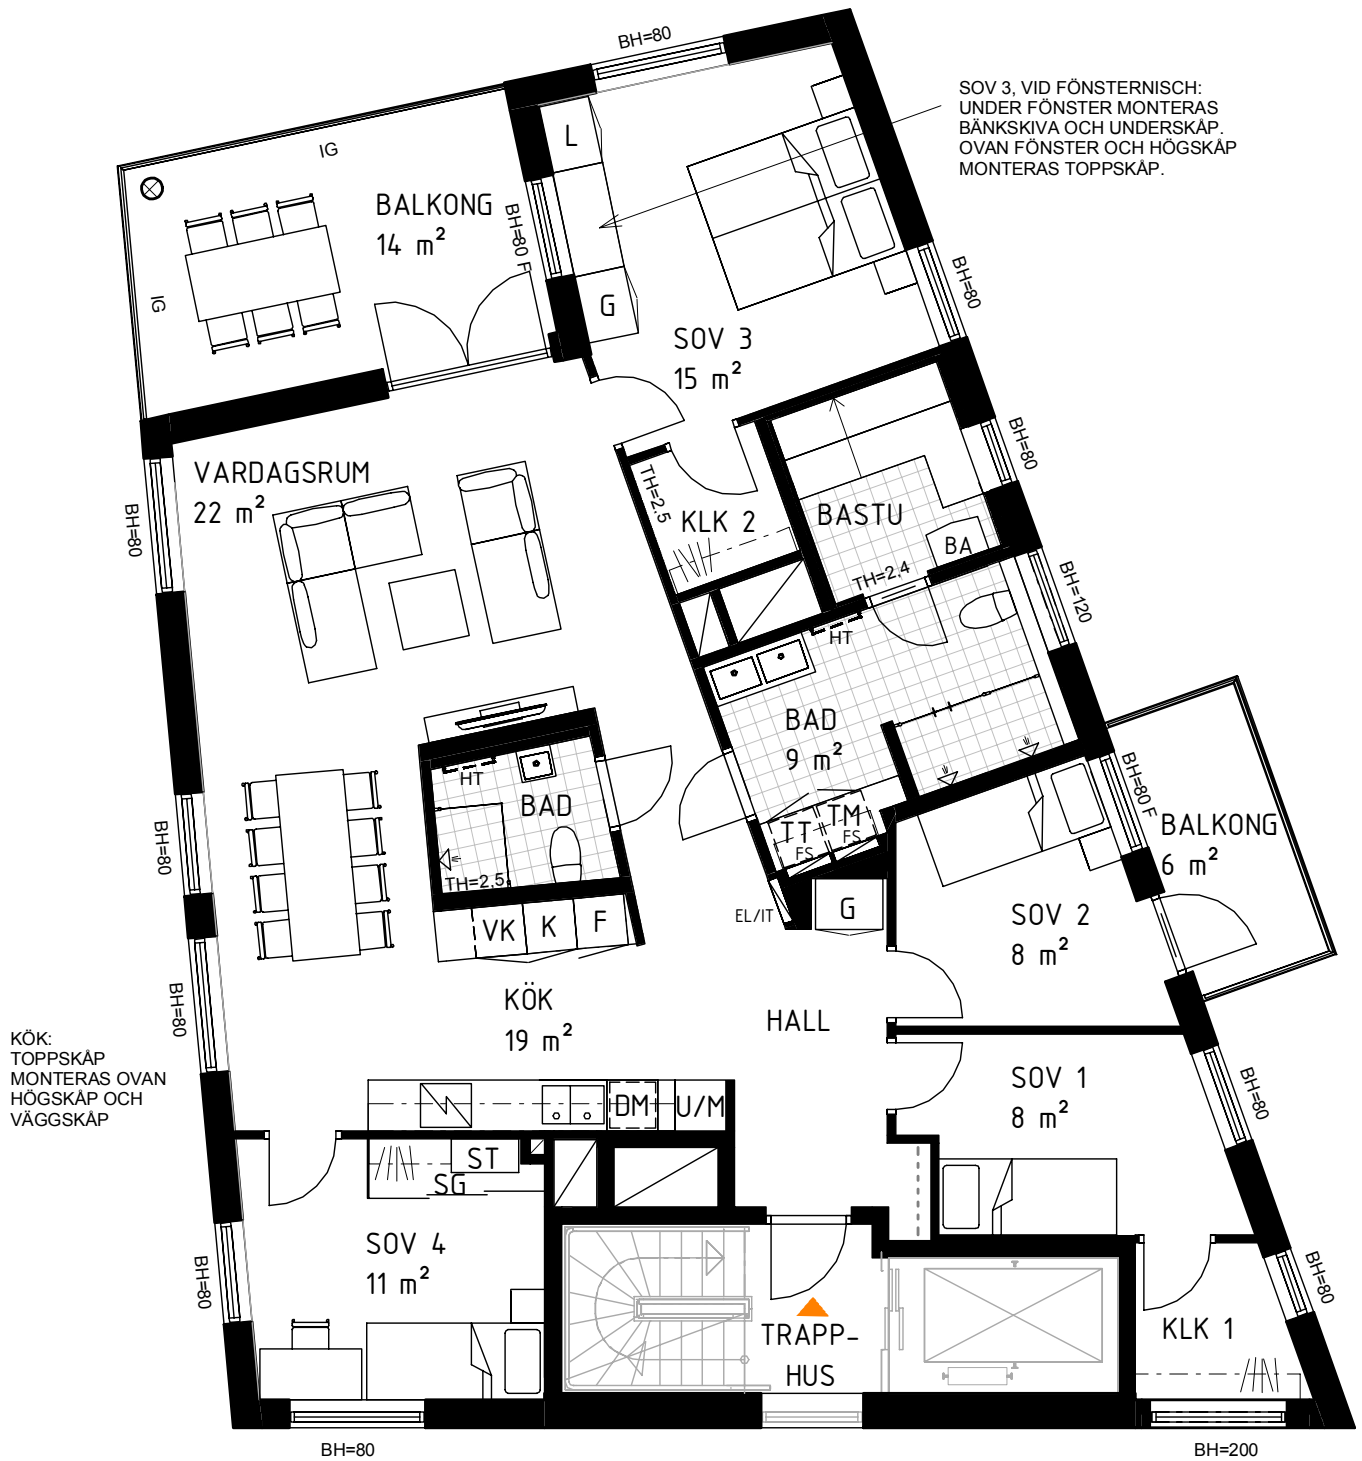 BH=80
SOV 3, VID FÖNSTERNISCH:
UNDER FÖNSTER MONTERAS
BÄNKSKIVA OCH UNDERSKÅP.
OVAN FÖNSTER OCH HÖGSKÅP
MONTERAS TOPPSKÅP.
IG
L
BALKONG
14 m²
BH=80 F
IG
G
BH=80
SOV 3
15 m²
VARDAGSRUM
22 m²
BH=80
TH=2.5
KLK 2
BASTU
BH=80
BA
TH=2,4
BH=120
HT
BAD
9 m²
HT
BAD
TH=2,5
BH=80
TT
FS
TM
FS
BH=80 F
BALKONG
6 m²
VK
K
F
EL/IT
G
SOV 2
8 m²
BH=80
KÖK
19 m²
HALL
KÖK:
TOPPSKÅP
MONTERAS OVAN
HÖGSKÅP OCH
VÄGGSKÅP
DM
U/M
SOV 1
8 m²
BH=80
ST
SG
SOV 4
11 m²
BH=80
BH=80
TRAPP-
HUS
KLK 1
BH=80
BH=200